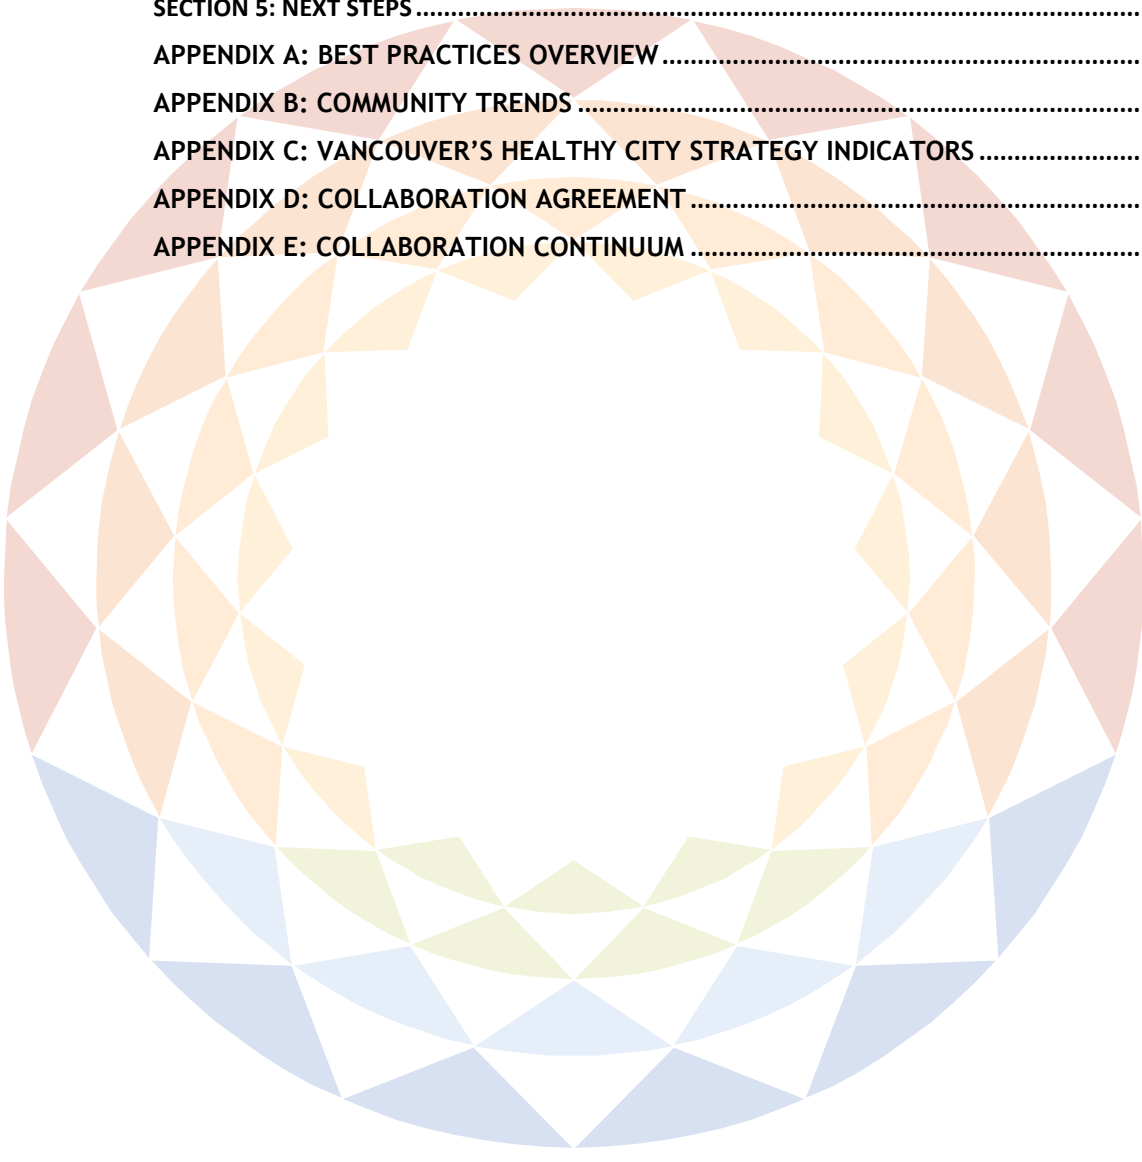 SECTION 5: NEXT STEPS ........................................................................................................................
APPENDIX A: BEST PRACTICES OVERVIEW ........................................................................................
APPENDIX B: COMMUNITY TRENDS ....................................................................................................
APPENDIX C: VANCOUVER’S HEALTHY CITY STRATEGY INDICATORS ..............................
APPENDIX D: COLLABORATION AGREEMENT .................................................................................
APPENDIX E: COLLABORATION CONTINUUM .................................................................................